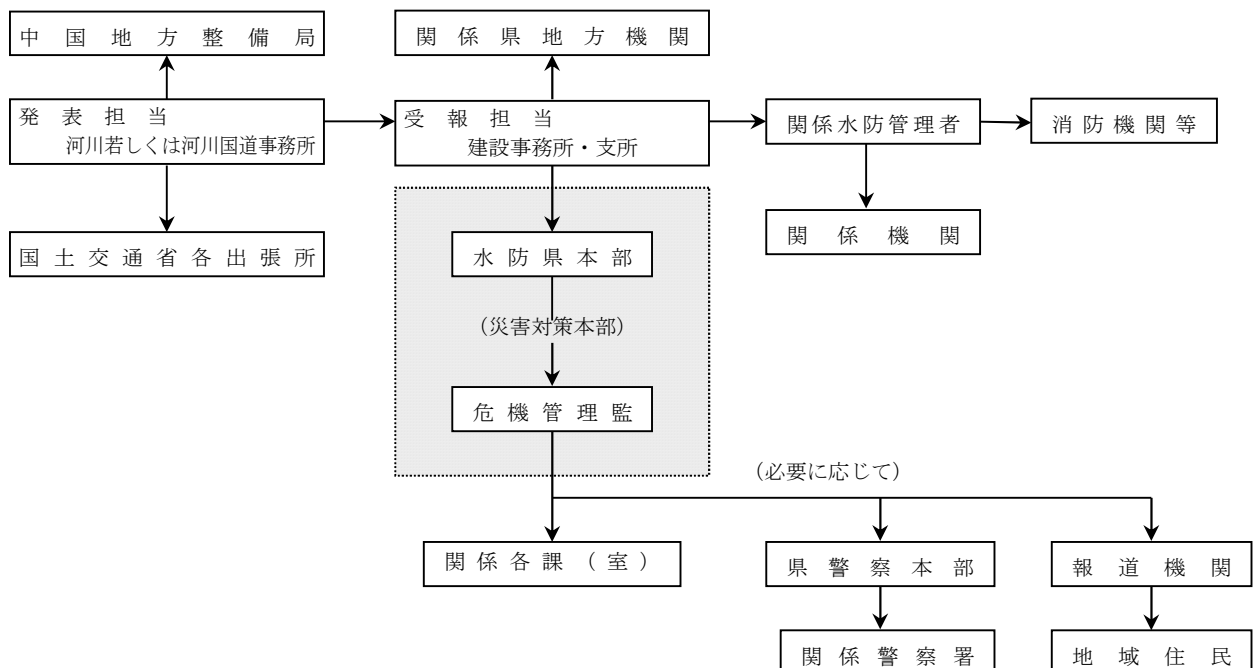 中国地方整備局
関係県地方機関
発表担当
河川若しくは河川国道事務所
受報担当
建設事務所・支所
関係水防管理者
消防機関等
国土交通省各出張所
水防県本部
関係機関
（災害対策本部）
危機管理監
（必要に応じて）
関係各課（室）
県警察本部
報道機関
関係警察署
地域住民